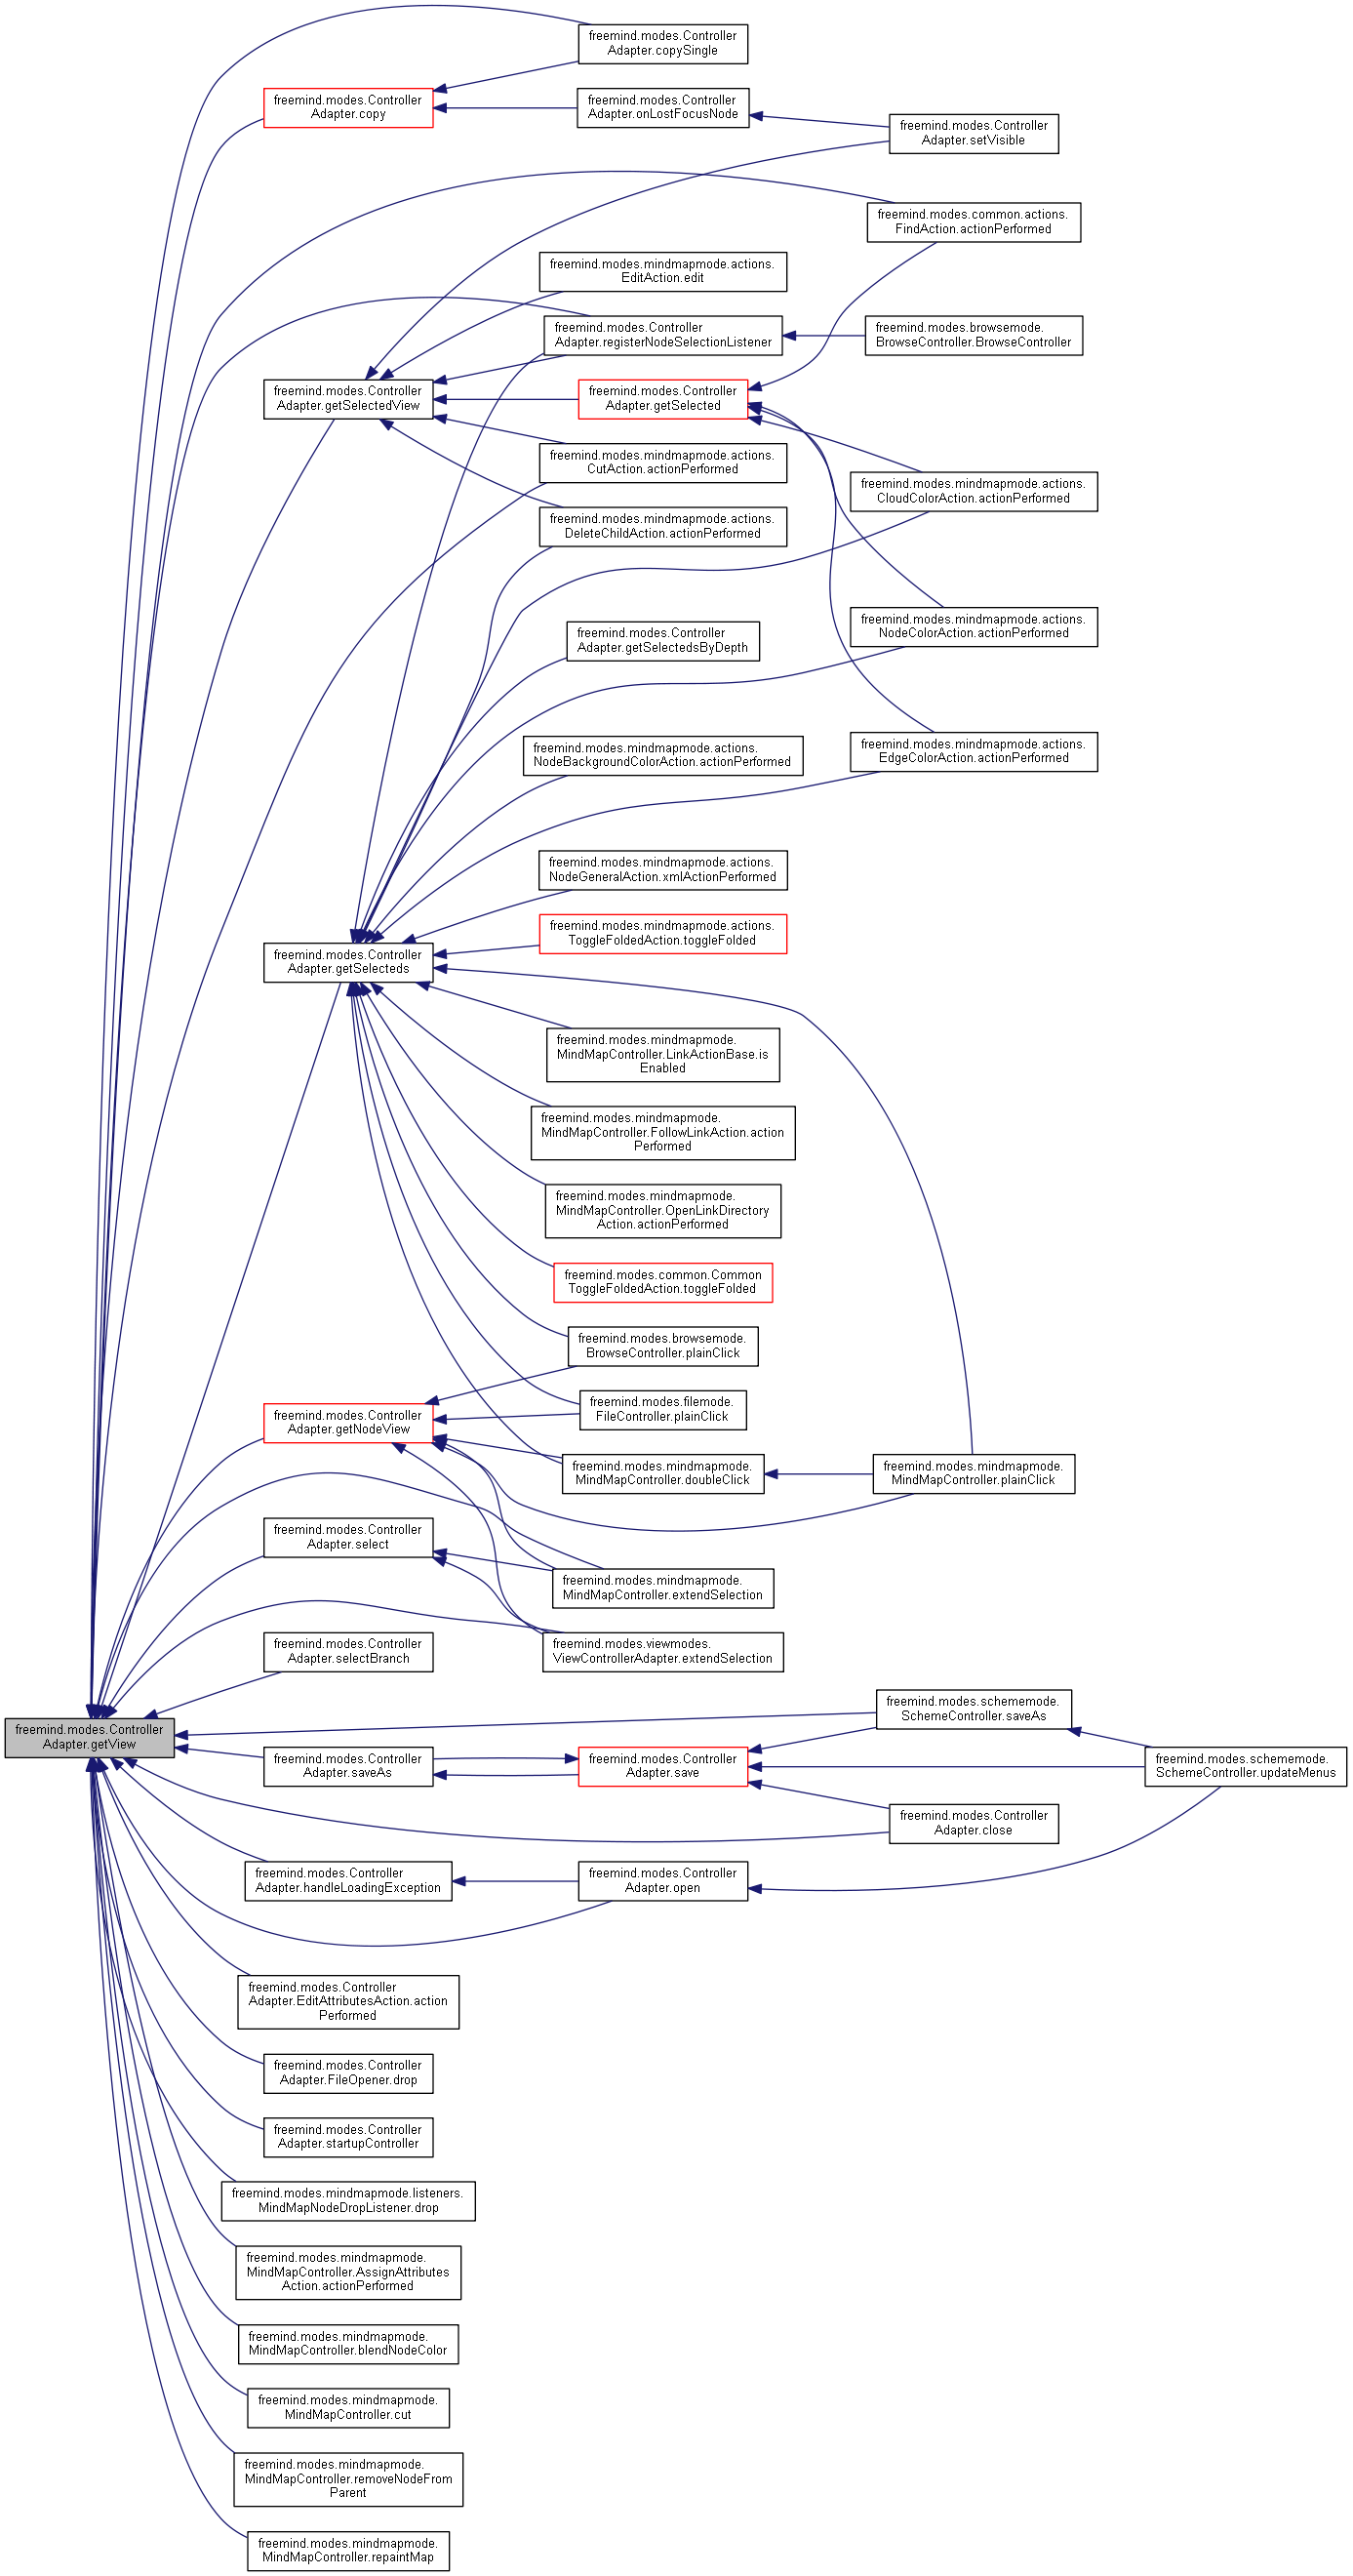 freemind.modes.Controller
Adapter.copySingle
freemind.modes.Controller
Adapter.copy
freemind.modes.Controller
Adapter.onLostFocusNode
freemind.modes.Controller
Adapter.setVisible
freemind.modes.common.actions.
FindAction.actionPerformed
freemind.modes.mindmapmode.actions.
EditAction.edit
freemind.modes.Controller
Adapter.registerNodeSelectionListener
freemind.modes.browsemode.
BrowseController.BrowseController
freemind.modes.Controller
Adapter.getSelectedView
freemind.modes.Controller
Adapter.getSelected
freemind.modes.mindmapmode.actions.
CutAction.actionPerformed
freemind.modes.mindmapmode.actions.
CloudColorAction.actionPerformed
freemind.modes.mindmapmode.actions.
DeleteChildAction.actionPerformed
freemind.modes.Controller
Adapter.getSelectedsByDepth
freemind.modes.mindmapmode.actions.
NodeColorAction.actionPerformed
freemind.modes.mindmapmode.actions.
NodeBackgroundColorAction.actionPerformed
freemind.modes.mindmapmode.actions.
EdgeColorAction.actionPerformed
freemind.modes.mindmapmode.actions.
NodeGeneralAction.xmlActionPerformed
freemind.modes.mindmapmode.actions.
ToggleFoldedAction.toggleFolded
freemind.modes.Controller
Adapter.getSelecteds
freemind.modes.mindmapmode.
MindMapController.LinkActionBase.is
Enabled
freemind.modes.mindmapmode.
MindMapController.FollowLinkAction.action
Performed
freemind.modes.mindmapmode.
MindMapController.OpenLinkDirectory
Action.actionPerformed
freemind.modes.common.Common
ToggleFoldedAction.toggleFolded
freemind.modes.browsemode.
BrowseController.plainClick
freemind.modes.filemode.
FileController.plainClick
freemind.modes.Controller
Adapter.getNodeView
freemind.modes.mindmapmode.
MindMapController.doubleClick
freemind.modes.mindmapmode.
MindMapController.plainClick
freemind.modes.Controller
Adapter.select
freemind.modes.mindmapmode.
MindMapController.extendSelection
freemind.modes.Controller
Adapter.selectBranch
freemind.modes.viewmodes.
ViewControllerAdapter.extendSelection
freemind.modes.Controller
Adapter.getView
freemind.modes.schememode.
SchemeController.saveAs
freemind.modes.Controller
Adapter.saveAs
freemind.modes.Controller
Adapter.save
freemind.modes.schememode.
SchemeController.updateMenus
freemind.modes.Controller
Adapter.close
freemind.modes.Controller
Adapter.handleLoadingException
freemind.modes.Controller
Adapter.open
freemind.modes.Controller
Adapter.EditAttributesAction.action
Performed
freemind.modes.Controller
Adapter.FileOpener.drop
freemind.modes.Controller
Adapter.startupController
freemind.modes.mindmapmode.listeners.
MindMapNodeDropListener.drop
freemind.modes.mindmapmode.
MindMapController.AssignAttributes
Action.actionPerformed
freemind.modes.mindmapmode.
MindMapController.blendNodeColor
freemind.modes.mindmapmode.
MindMapController.cut
freemind.modes.mindmapmode.
MindMapController.removeNodeFrom
Parent
freemind.modes.mindmapmode.
MindMapController.repaintMap